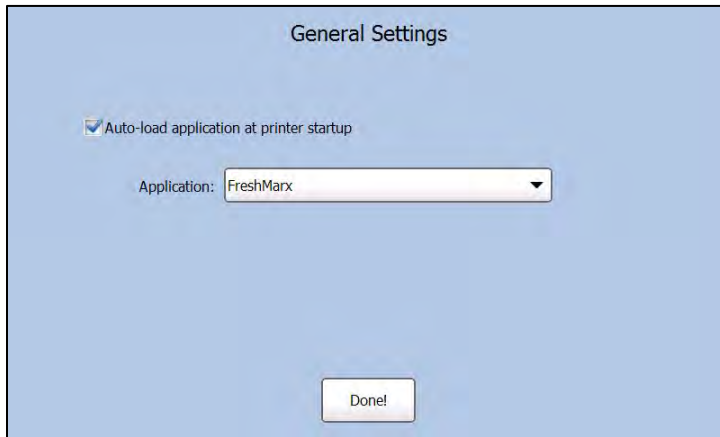 General Settings
Auto-load application at printer startup
Application: FreshMarx
Done!